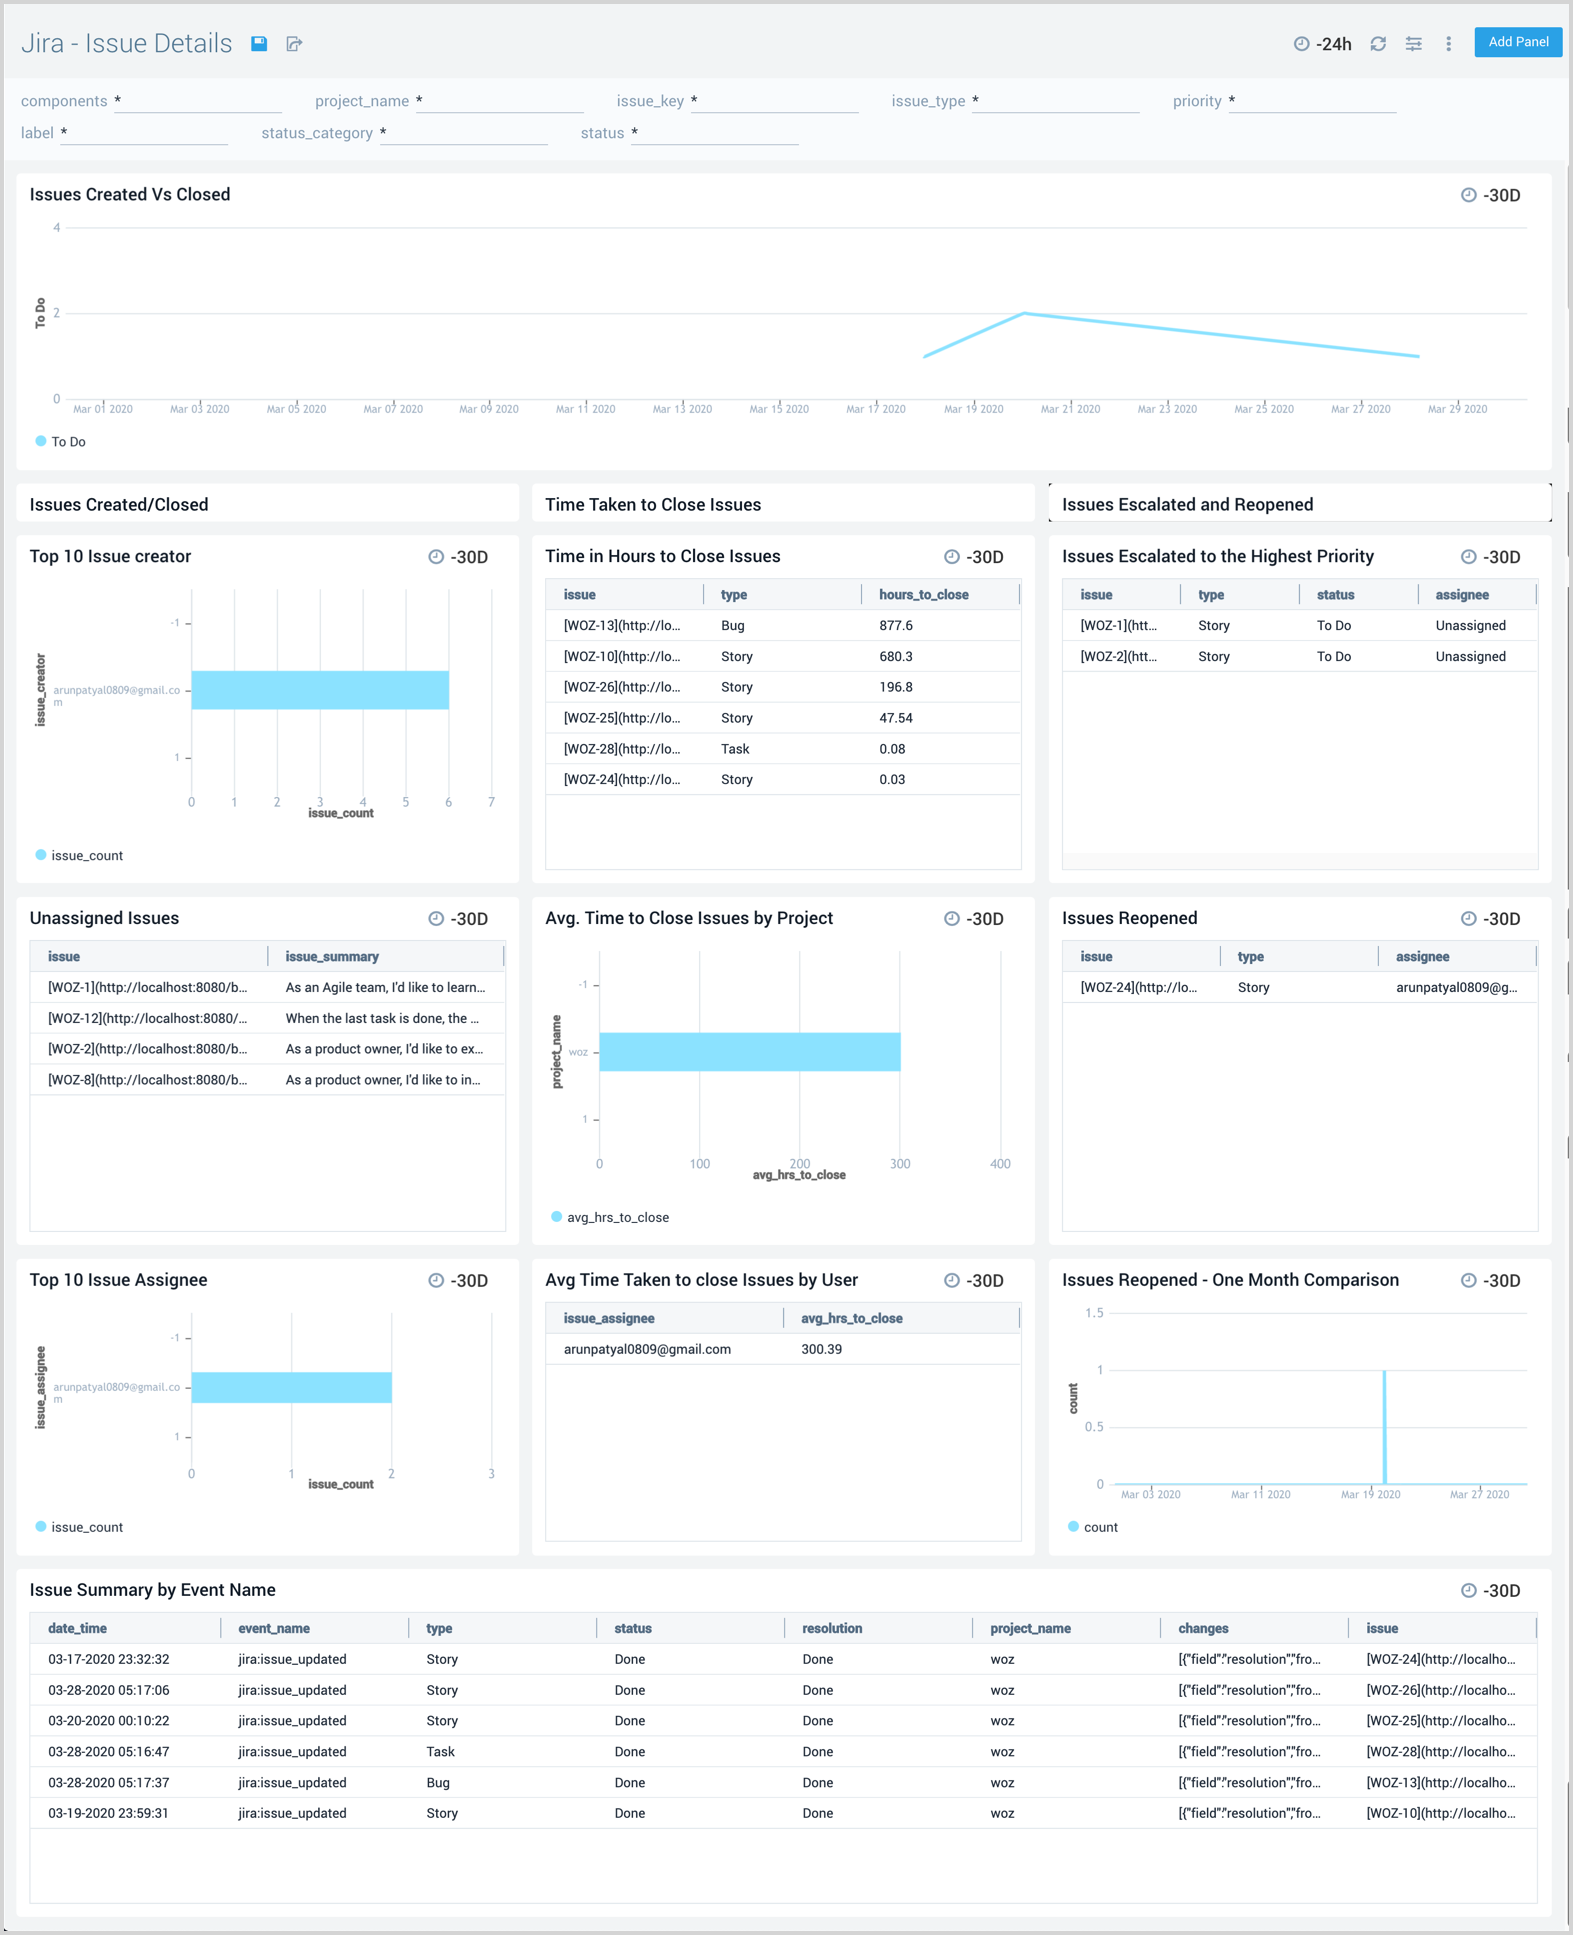 Jira - Issue Details
-24h
Add Panel
components *
project_name *
issue_key *
issue_type *
priority *
label *
status_category *
status *
Issues Created Vs Closed
-30D
4
2
0
To Do
Mar 01 2020 Mar 03 2020 Mar 05 2020 Mar 07 2020 Mar 09 2020 Mar 11 2020 Mar 13 2020 Mar 15 2020 Mar 17 2020 Mar 19 2020 Mar 21 2020 Mar 23 2020 Mar 25 2020 Mar 27 2020 Mar 29 2020
To Do
Issues Created/Closed
Time Taken to Close Issues
Issues Escalated and Reopened
Top 10 Issue creator
-30D
issue_creator
-1
arunpatyal0809@gmail.co
m
1
0 1 2 3 4 5 6 7
issue_count
issue_count
Time in Hours to Close Issues
-30D
issue type hours_to_close
[WOZ-13](http://lo... Bug 877.6
[WOZ-10](http://lo... Story 680.3
[WOZ-26](http://lo... Story 196.8
[WOZ-25](http://lo... Story 47.54
[WOZ-28](http://lo... Task 0.08
[WOZ-24](http://lo... Story 0.03
Issues Escalated to the Highest Priority
-30D
issue type status assignee
[WOZ-1](htt... Story To Do Unassigned
[WOZ-2](htt... Story To Do Unassigned
Unassigned Issues
-30D
issue issue_summary
[WOZ-1](http://localhost:8080/b... As an Agile team, I'd like to learn...
[WOZ-12](http://localhost:8080/... When the last task is done, the ...
[WOZ-2](http://localhost:8080/b... As a product owner, I'd like to ex...
[WOZ-8](http://localhost:8080/b... As a product owner, I'd like to in...
Avg. Time to Close Issues by Project
-30D
project_name
-1
woz
1
0 100 200 300 400
avg_hrs_to_close
avg_hrs_to_close
Issues Reopened
-30D
issue type assignee
[WOZ-24](http://lo... Story arunpatyal0809@g...
Top 10 Issue Assignee
-30D
issue_assignee
-1
arunpatyal0809@gmail.co
m
1
0 1 2 3
issue_count
issue_count
Avg Time Taken to close Issues by User
-30D
issue_assignee avg_hrs_to_close
arunpatyal0809@gmail.com 300.39
Issues Reopened - One Month Comparison
-30D
1.5
1
0.5
0
count
Mar 03 2020 Mar 11 2020 Mar 19 2020 Mar 27 2020
count
Issue Summary by Event Name
-30D
date_time event_name type status resolution project_name changes issue
03-17-2020 23:32:32 jira:issue_updated Story Done Done woz [{"field":"resolution","fro... [WOZ-24](http://localho...
03-28-2020 05:17:06 jira:issue_updated Story Done Done woz [{"field":"resolution","fro... [WOZ-26](http://localho...
03-20-2020 00:10:22 jira:issue_updated Story Done Done woz [{"field":"resolution","fro... [WOZ-25](http://localho...
03-28-2020 05:16:47 jira:issue_updated Task Done Done woz [{"field":"resolution","fro... [WOZ-28](http://localho...
03-28-2020 05:17:37 jira:issue_updated Bug Done Done woz [{"field":"resolution","fro... [WOZ-13](http://localho...
03-19-2020 23:59:31 jira:issue_updated Story Done Done woz [{"field":"resolution","fro... [WOZ-10](http://localho...